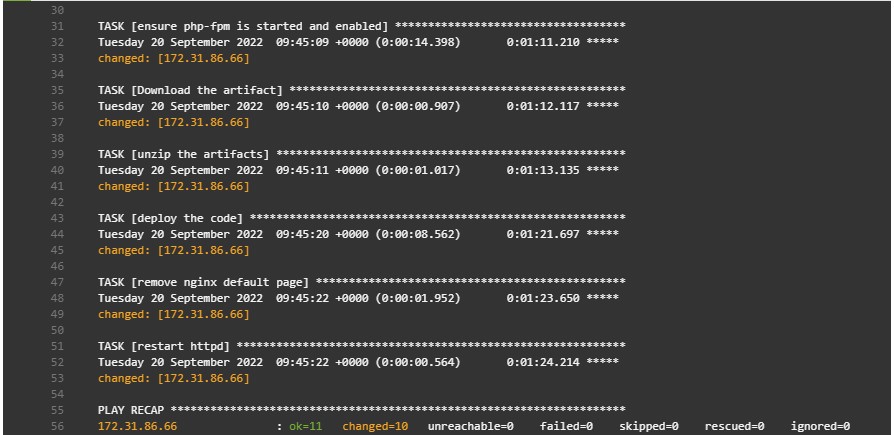 30
31 TASK [ensure php-fpm is started and enabled] ***********************************
32 Tuesday 20 September 2022  09:45:09 +0000 (0:00:14.398)       0:01:11.210 *****
33 changed: [172.31.86.66]
34
35 TASK [Download the artifact] ***************************************************
36 Tuesday 20 September 2022  09:45:10 +0000 (0:00:00.907)       0:01:12.117 *****
37 changed: [172.31.86.66]
38
39 TASK [unzip the artifacts] *****************************************************
40 Tuesday 20 September 2022  09:45:11 +0000 (0:00:01.017)       0:01:13.135 *****
41 changed: [172.31.86.66]
42
43 TASK [deploy the code] *********************************************************
44 Tuesday 20 September 2022  09:45:20 +0000 (0:00:08.562)       0:01:21.697 *****
45 changed: [172.31.86.66]
46
47 TASK [remove nginx default page] ***********************************************
48 Tuesday 20 September 2022  09:45:22 +0000 (0:00:01.952)       0:01:23.650 *****
49 changed: [172.31.86.66]
50
51 TASK [restart httpd] ***********************************************************
52 Tuesday 20 September 2022  09:45:22 +0000 (0:00:00.564)       0:01:24.214 *****
53 changed: [172.31.86.66]
54
55 PLAY RECAP *********************************************************************
56 172.31.86.66               : ok=11   changed=10   unreachable=0    failed=0    skipped=0    rescued=0    ignored=0